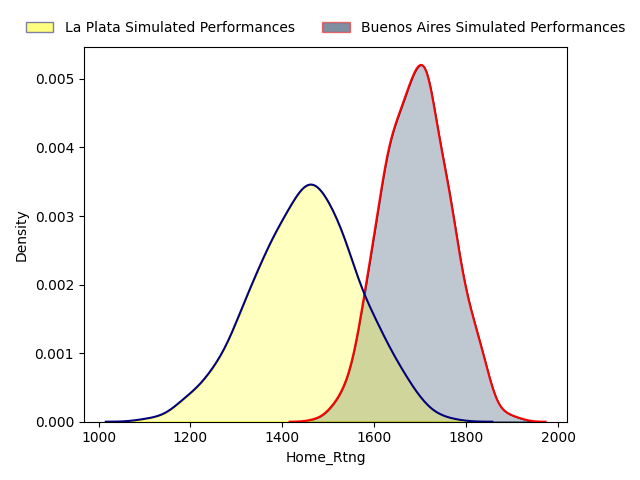 La Plata Simulated Performances
Buenos Aires Simulated Performances
0.005
0.004
0.003
0.002
0.001
0.000
Density
1000 1200 1400 1600 1800 2000
Home_Rtng